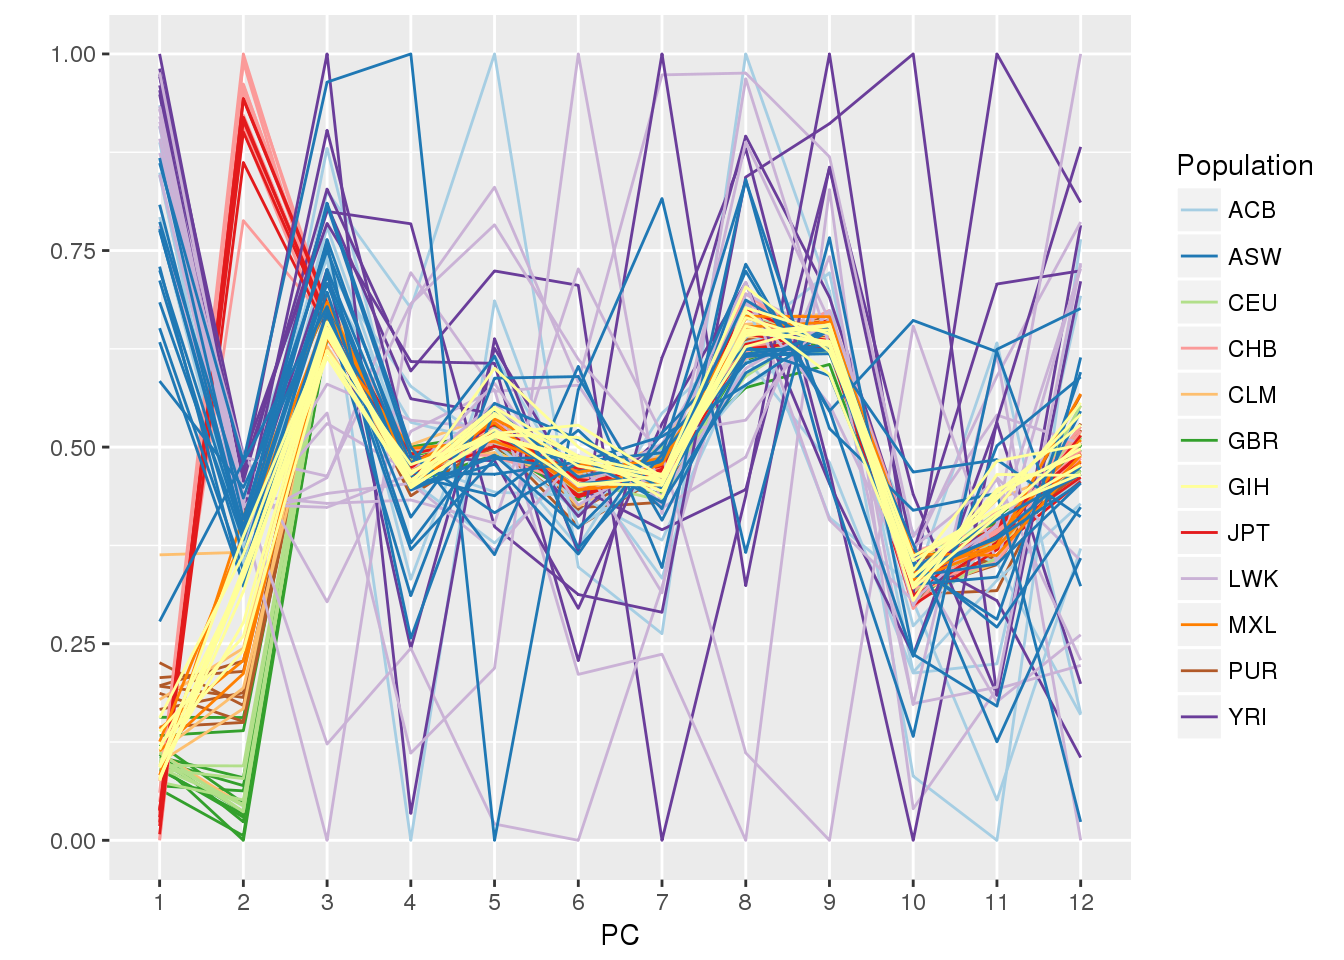 1.00
0.75
0.50
0.25
0.00
1 2 3 4 5 6 7 8 9 10 11 12
PC
Population
ACB
ASW
CEU
CHB
CLM
GBR
GIH
JPT
LWK
MXL
PUR
YRI